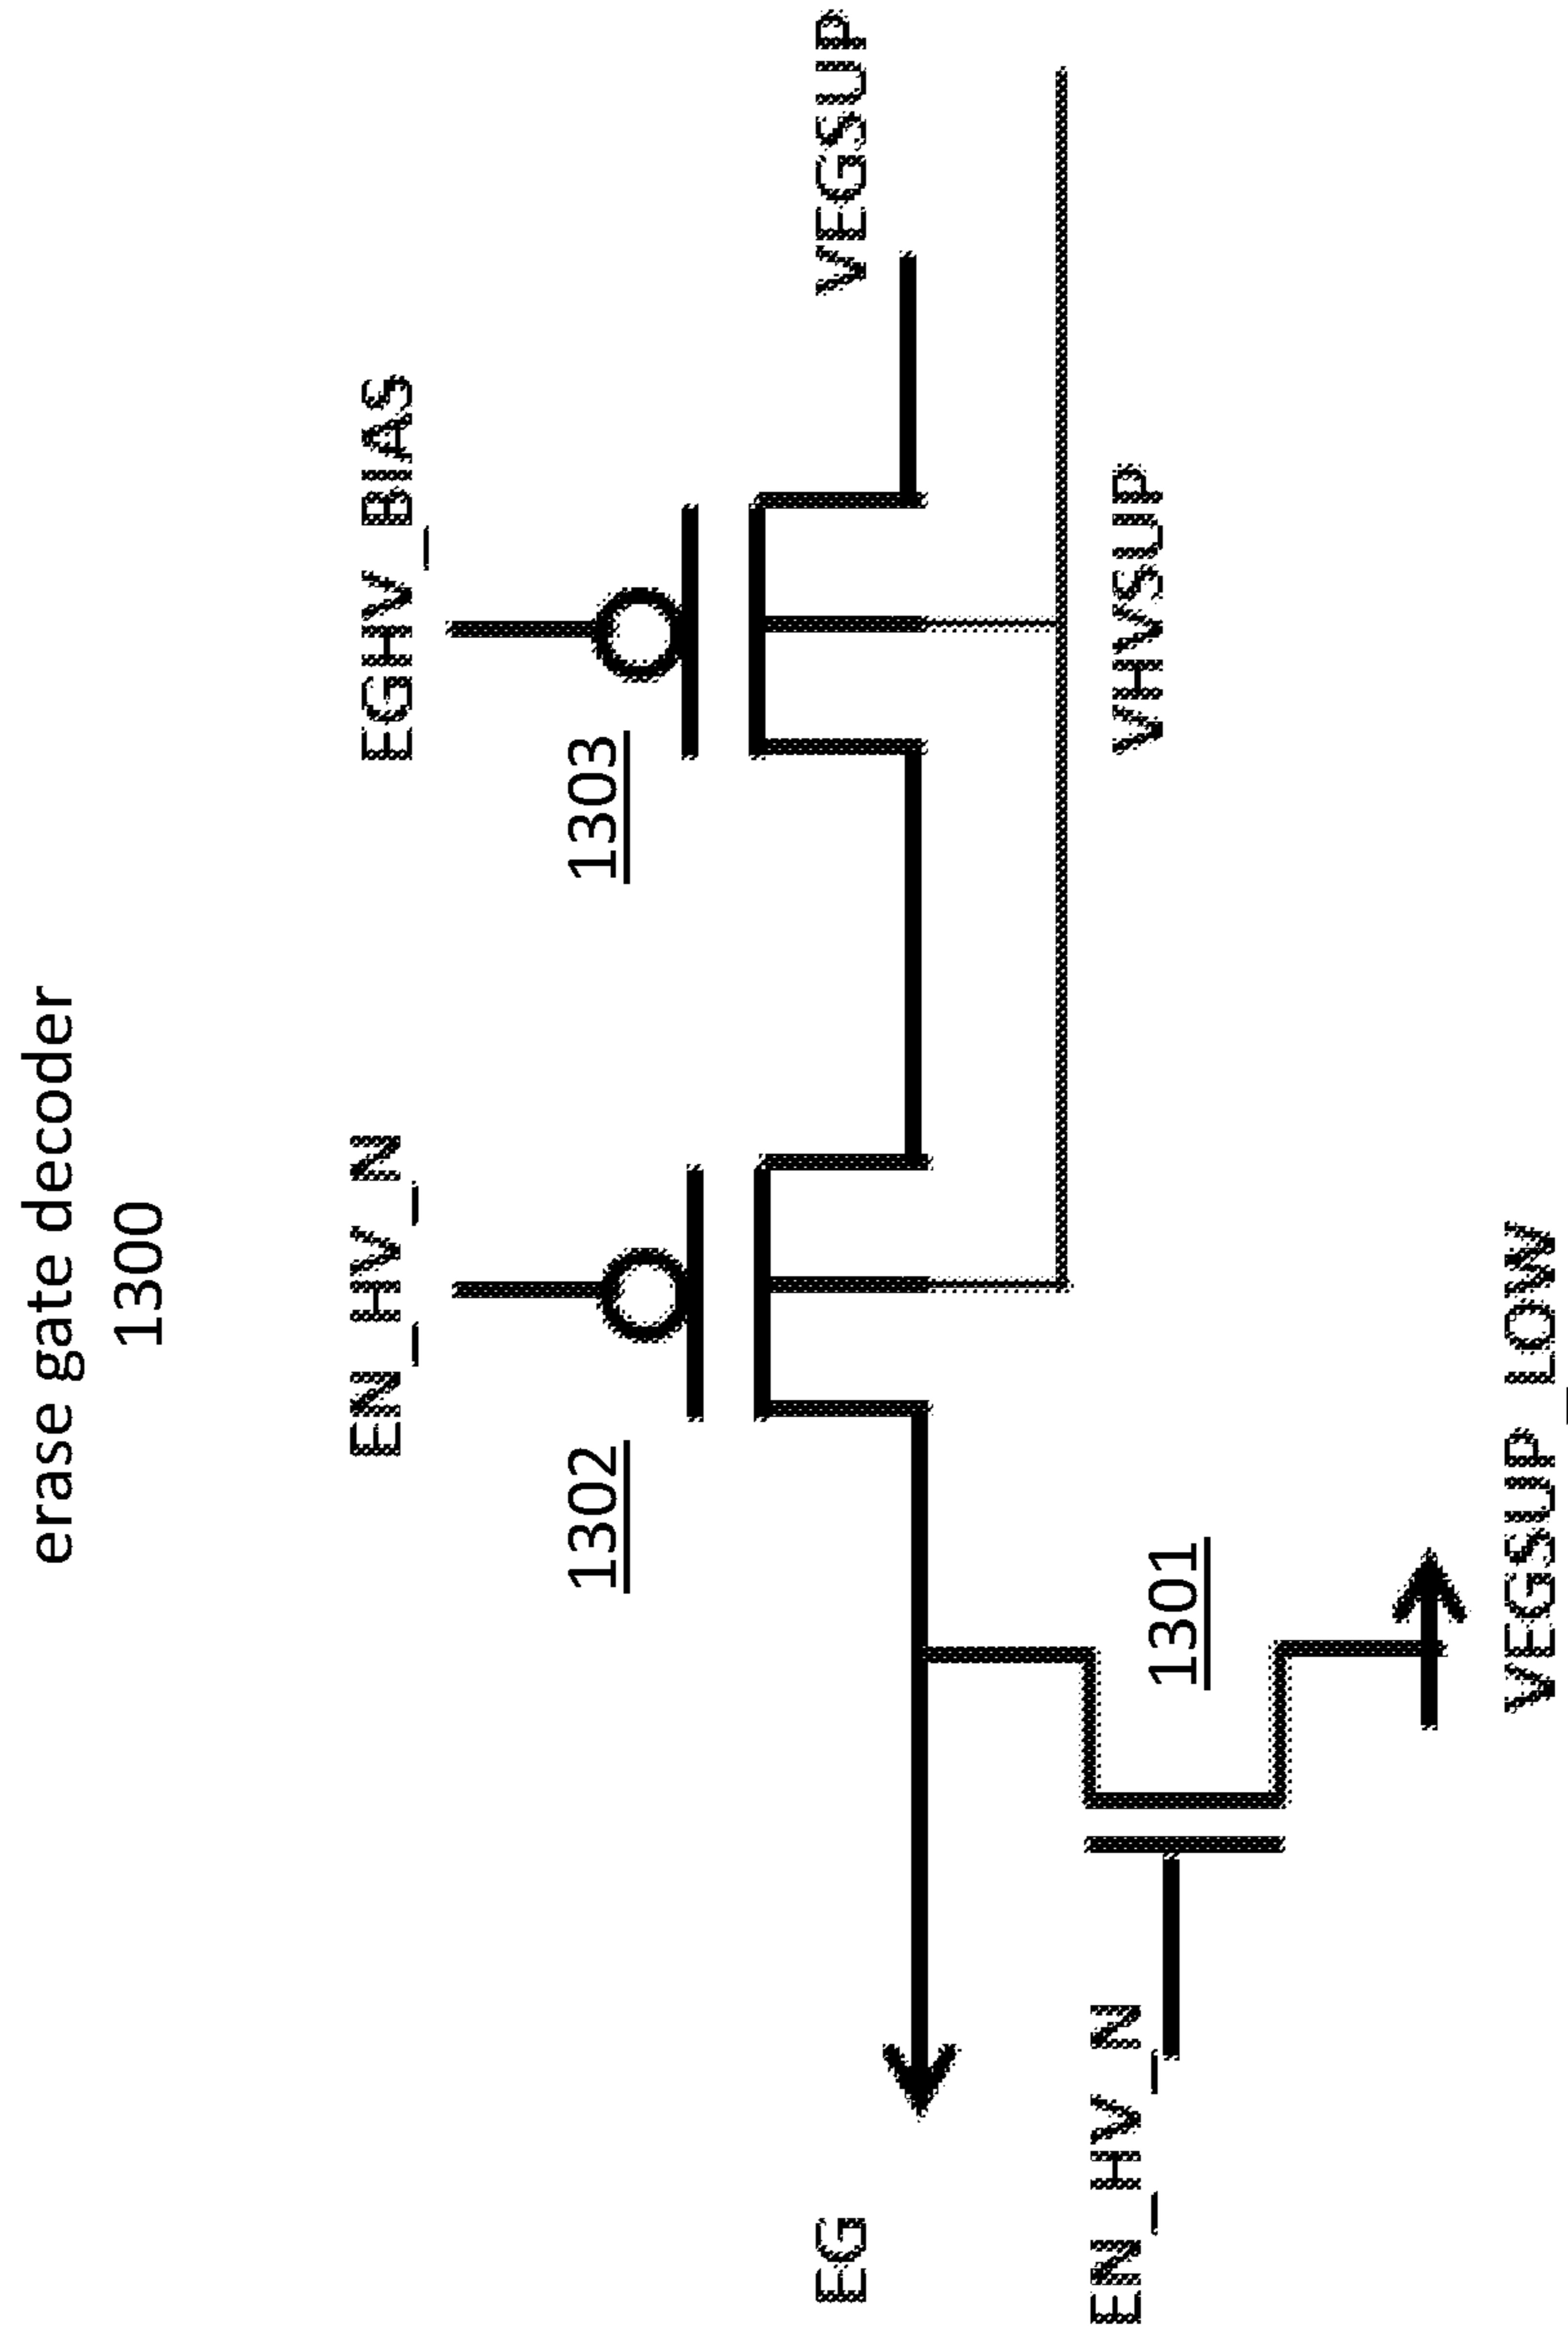 erase gate decoder
1300
EN_HV_N
EGHV_BIAS
1302
1303
EG
VEGSUP
EN_HV_N
1301
VHVSUP
VEGSUP_LOW